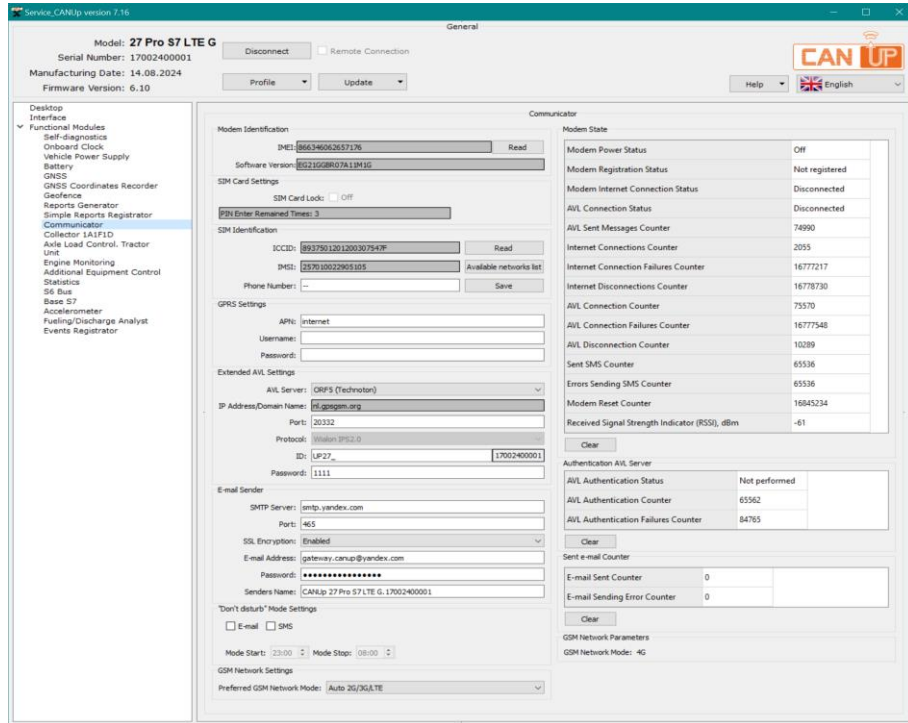 Service_CANUp version 7.16
General
Model: 27 Pro S7 LTE G
Serial Number: 17002400001
Manufacturing Date: 14.08.2024
Firmware Version: 6.10
Disconnect
Remote Connection
Profile
Update
CAN UP
Help
English
Desktop
Interface
Functional Modules
Self-diagnostics
Onboard Clock
Vehicle Power Supply
Battery
GNSS
GNSS Coordinates Recorder
Geofence
Reports Generator
Simple Reports Registrator
Communicator
Collector 1A1F1D
Axle Load Control. Tractor
Unit
Engine Monitoring
Additional Equipment Control
Statistics
S6 Bus
Base S7
Accelerometer
Fueling/Discharge Analyst
Events Registrator
Communicator
Modem Identification
IMEI: 866346062657176 Read
Software Version: EG21GGBR07A11M1G
SIM Card Settings
SIM Card Lock: Off
PIN Enter Remained Times: 3
SIM Identification
ICCID: 8937501201200307547F Read
IMSI: 257010022905105 Available networks list
Phone Number: -- Save
GPRS Settings
APN: internet
Username:
Password:
Extended AVL Settings
AVL Server: ORF5 (Technoton)
IP Address/Domain Name: nl.gpsgsm.org
Port: 20332
Protocol: Wialon IPS2.0
ID: UP27_ 17002400001
Password: 1111
E-mail Sender
SMTP Server: smtp.yandex.com
Port: 465
SSL Encryption: Enabled
E-mail Address: gateway.canup@yandex.com
Password: ●●●●●●●●●●●●●●●●
Senders Name: CANUp 27 Pro S7 LTE G. 17002400001
"Don't disturb" Mode Settings
E-mail SMS
Mode Start: 23:00 Mode Stop: 08:00
GSM Network Settings
Preferred GSM Network Mode: Auto 2G/3G/LTE
Modem State
Modem Power Status Off
Modem Registration Status Not registered
Modem Internet Connection Status Disconnected
AVL Connection Status Disconnected
AVL Sent Messages Counter 74990
Internet Connections Counter 2055
Internet Connection Failures Counter 16777217
Internet Disconnections Counter 16778730
AVL Connection Counter 75570
AVL Connection Failures Counter 16777548
AVL Disconnection Counter 10289
Sent SMS Counter 65536
Errors Sending SMS Counter 65536
Modem Reset Counter 16845234
Received Signal Strength Indicator (RSSI), dBm -61
Clear
Authentication AVL Server
AVL Authentication Status Not performed
AVL Authentication Counter 65562
AVL Authentication Failures Counter 84765
Clear
Sent e-mail Counter
E-mail Sent Counter 0
E-mail Sending Error Counter 0
Clear
GSM Network Parameters
GSM Network Mode: 4G